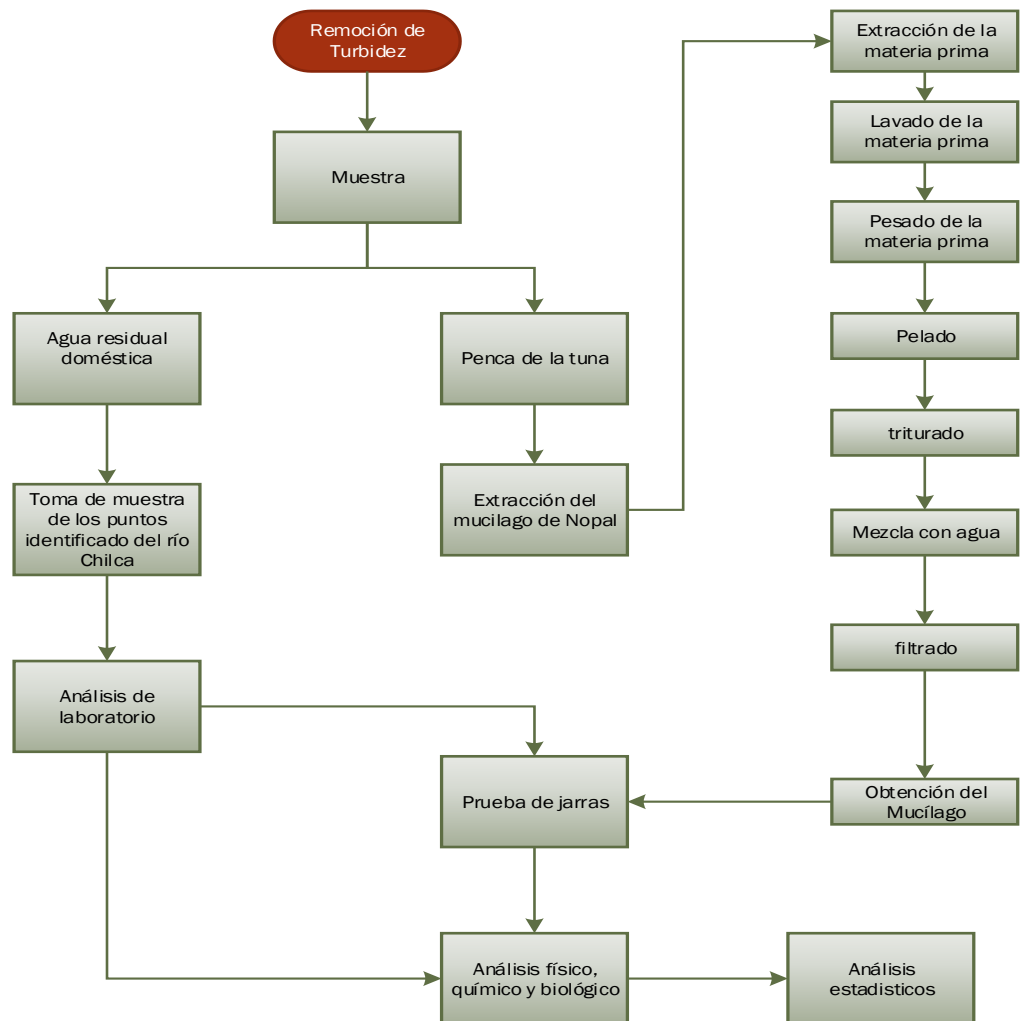 Remoción de
Turbidez
Muestra
Agua residual
doméstica
Toma de muestra
de los puntos
identificado del río
Chilca
Análisis de
laboratorio
Penca de la tuna
Extracción del
mucilago de Nopal
Extracción de la
materia prima
Lavado de la
materia prima
Pesado de la
materia prima
Pelado
triturado
Mezcla con agua
filtrado
Obtención del
Mucílago
Prueba de jarras
Análisis físico,
químico y biológico
Análisis
estadisticos